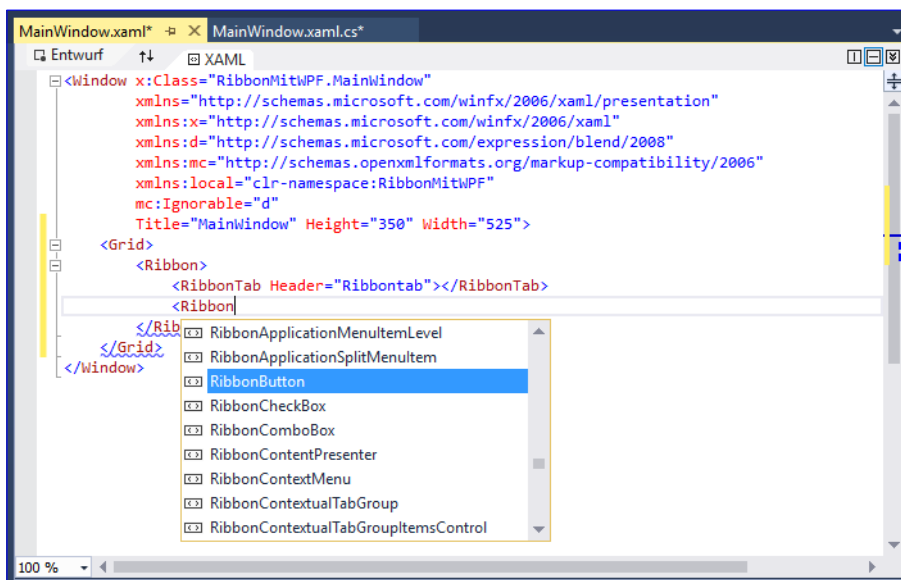 MainWindow.xaml* MainWindow.xaml.cs*
Entwurf XAML
<Window x:Class="RibbonMitWPF.MainWindow"
xmlns="http://schemas.microsoft.com/winfx/2006/xaml/presentation"
xmlns:x="http://schemas.microsoft.com/winfx/2006/xaml"
xmlns:d="http://schemas.microsoft.com/expression/blend/2008"
xmlns:mc="http://schemas.openxmlformats.org/markup-compatibility/2006"
xmlns:local="clr-namespace:RibbonMitWPF"
mc:Ignorable="d"
Title="MainWindow" Height="350" Width="525">
<Grid>
<Ribbon>
<RibbonTab Header="Ribbontab"></RibbonTab>
<Ribbon
</Rib
</Grid>
</Window>
RibbonApplicationMenuItemLevel
RibbonApplicationSplitMenuItem
RibbonButton
RibbonCheckBox
RibbonComboBox
RibbonContentPresenter
RibbonContextMenu
RibbonContextualTabGroup
RibbonContextualTabGroupItemsControl
100 %